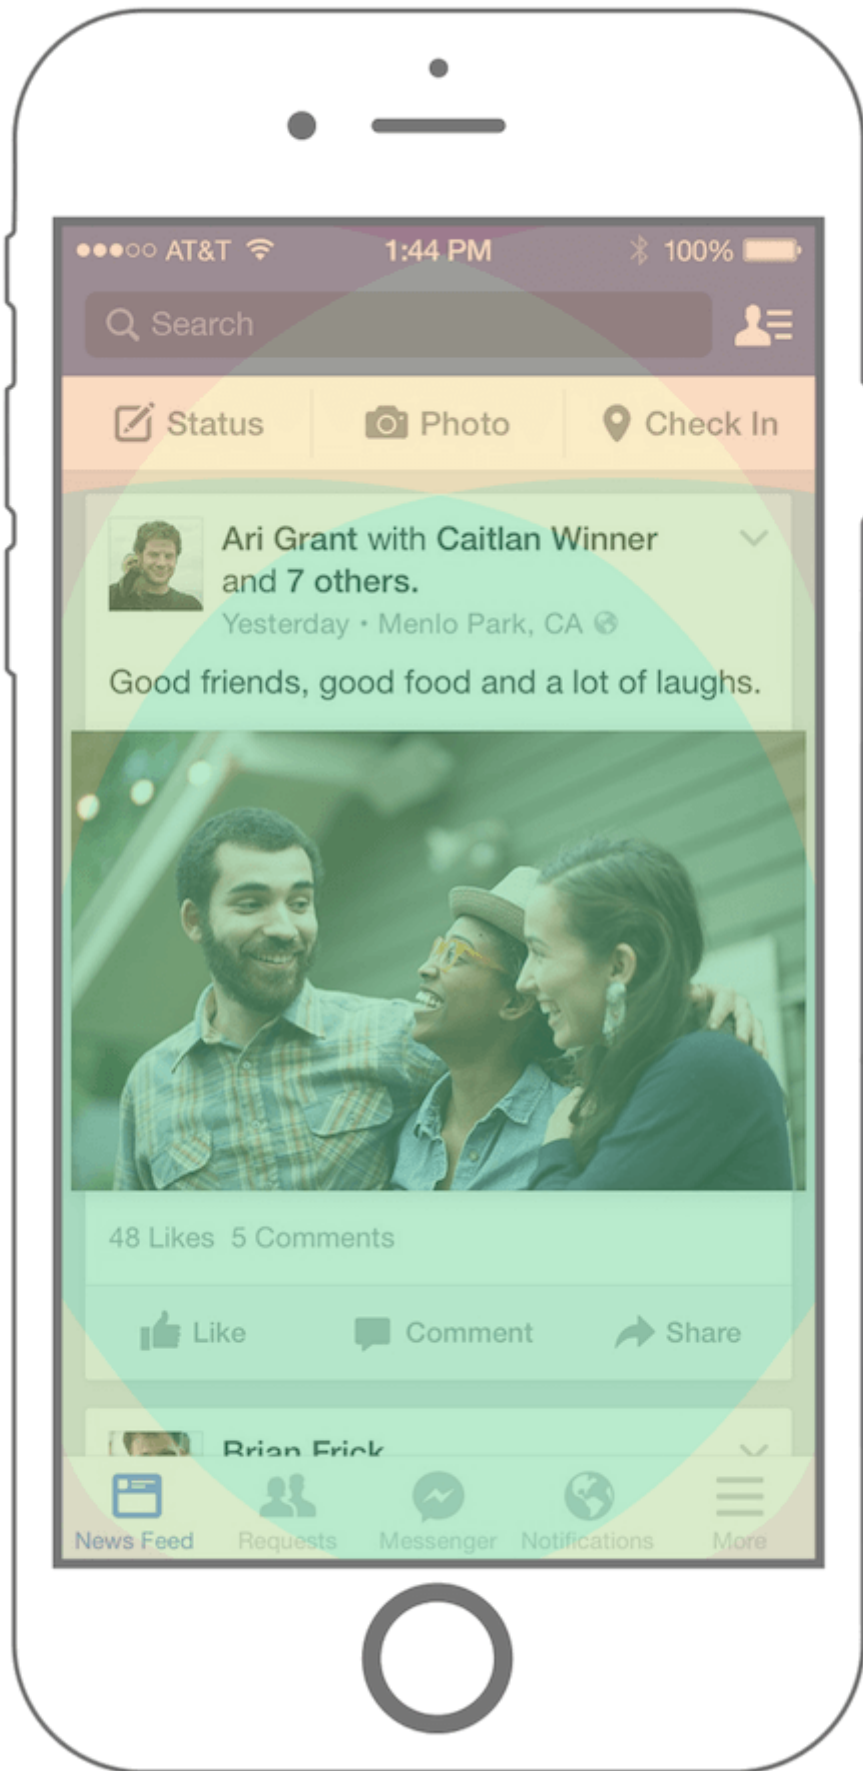 AT&T 1:44 PM 100%
Search
Status Photo Check In
Ari Grant with Caitlan Winner
and 7 others.
Yesterday • Menlo Park, CA
Good friends, good food and a lot of laughs.
48 Likes 5 Comments
Like Comment Share
Brian Frick
News Feed Requests Messenger Notifications More